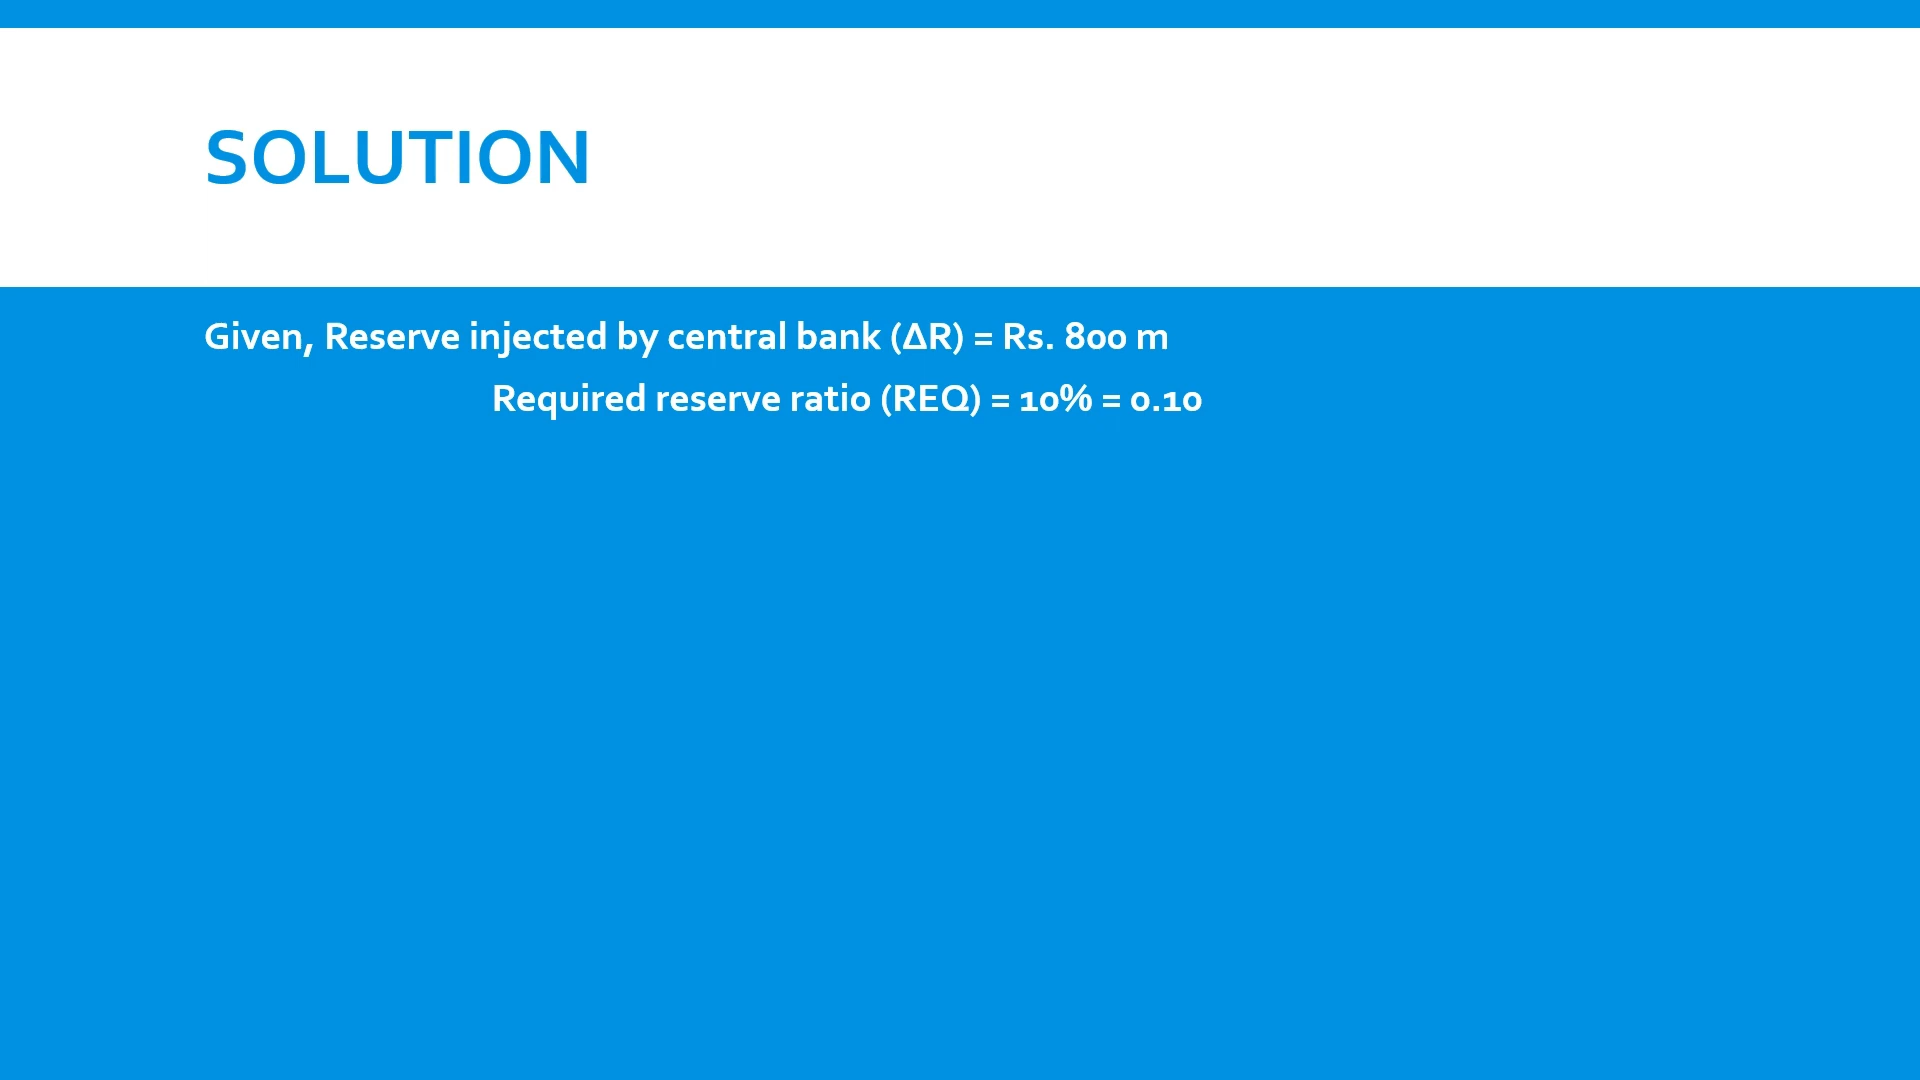 SOLUTION
Given, Reserve injected by central bank (ΔR) = Rs. 800 m
Required reserve ratio (REQ) = 10% = 0.10